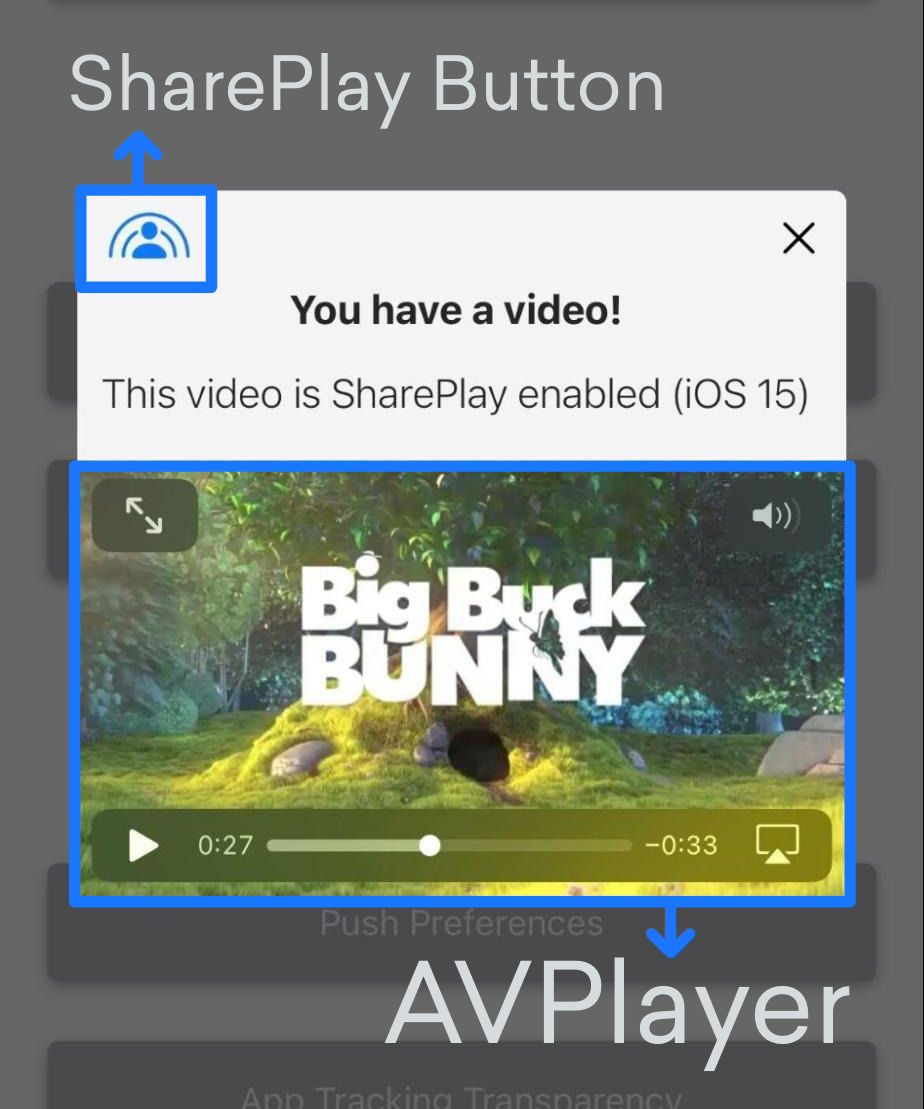 SharePlay Button
You have a video!
This video is SharePlay enabled (iOS 15)
Big Buck
BUNNY
0:27
−0:33
Push Preferences
AVPlayer
App Tracking Transparency